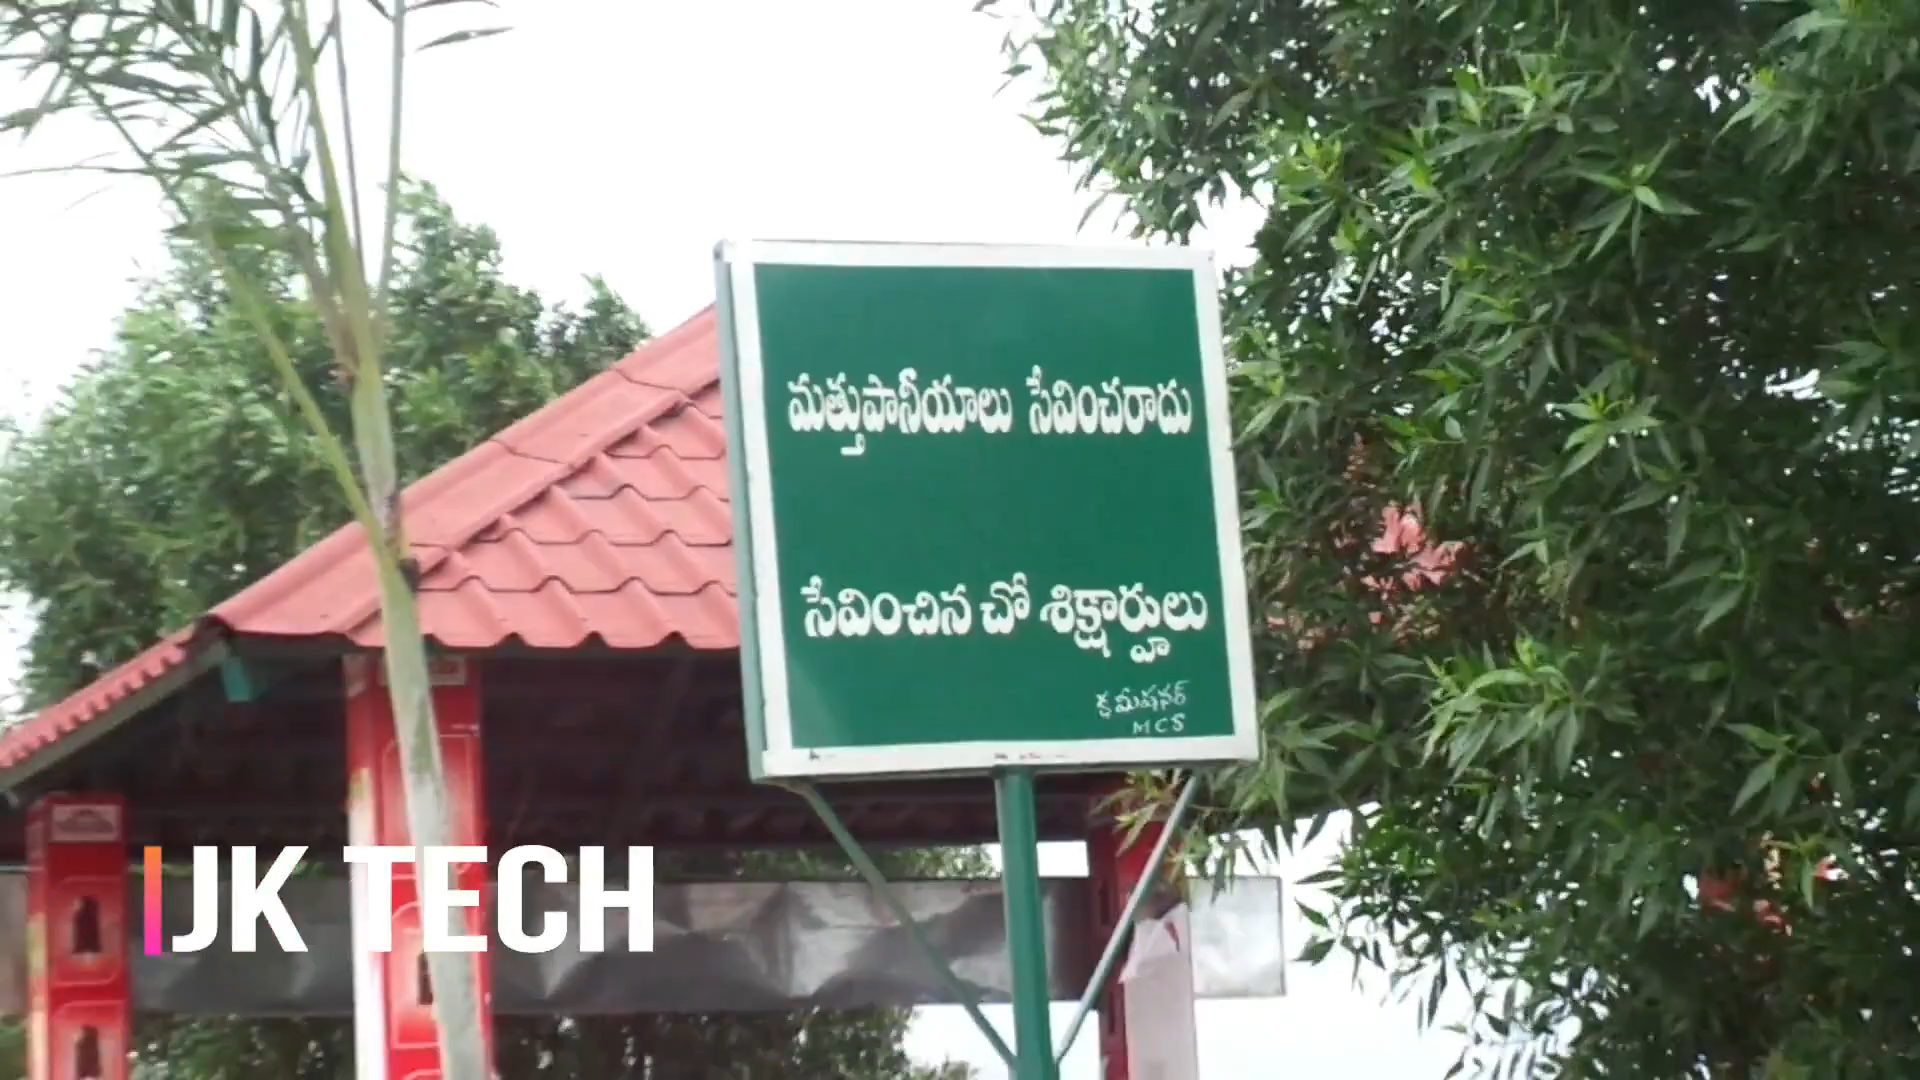 మత్తుపానీయాలు సేవించరాదు
సేవించిన చో శిక్షార్హులు
కమీషనర్
MCS
JK TECH